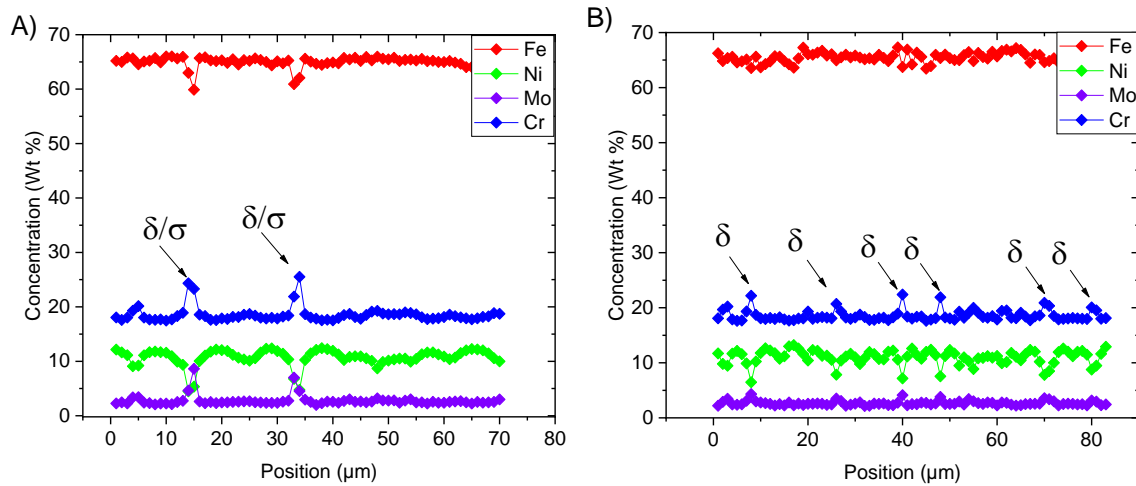 A)
70
60
50
40
30
20
10
0
Concentration (Wt %)
Fe
Ni
Mo
Cr
δ/σ
δ/σ
0 10 20 30 40 50 60 70 80
Position (μm)
B)
70
60
50
40
30
20
10
0
Concentration (Wt %)
Fe
Ni
Mo
Cr
δ
δ
δ
δ
δ
δ
0 20 40 60 80
Position (μm)